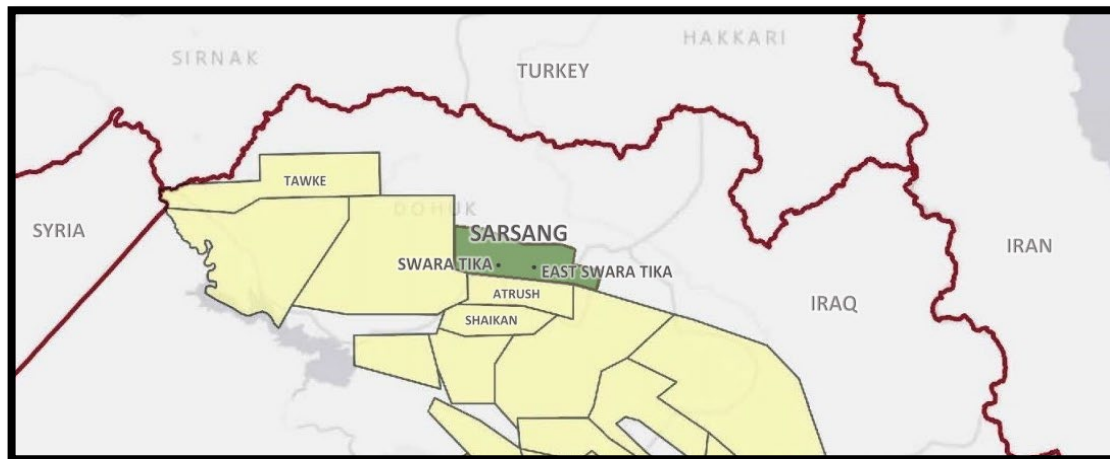 HAKKARI
SIRNAK
TURKEY
TAWKE
DOHUK
SYRIA
SARSANG
IRAN
SWARA TIKA
EAST SWARA TIKA
ATRUSH
IRAQ
SHAIKAN